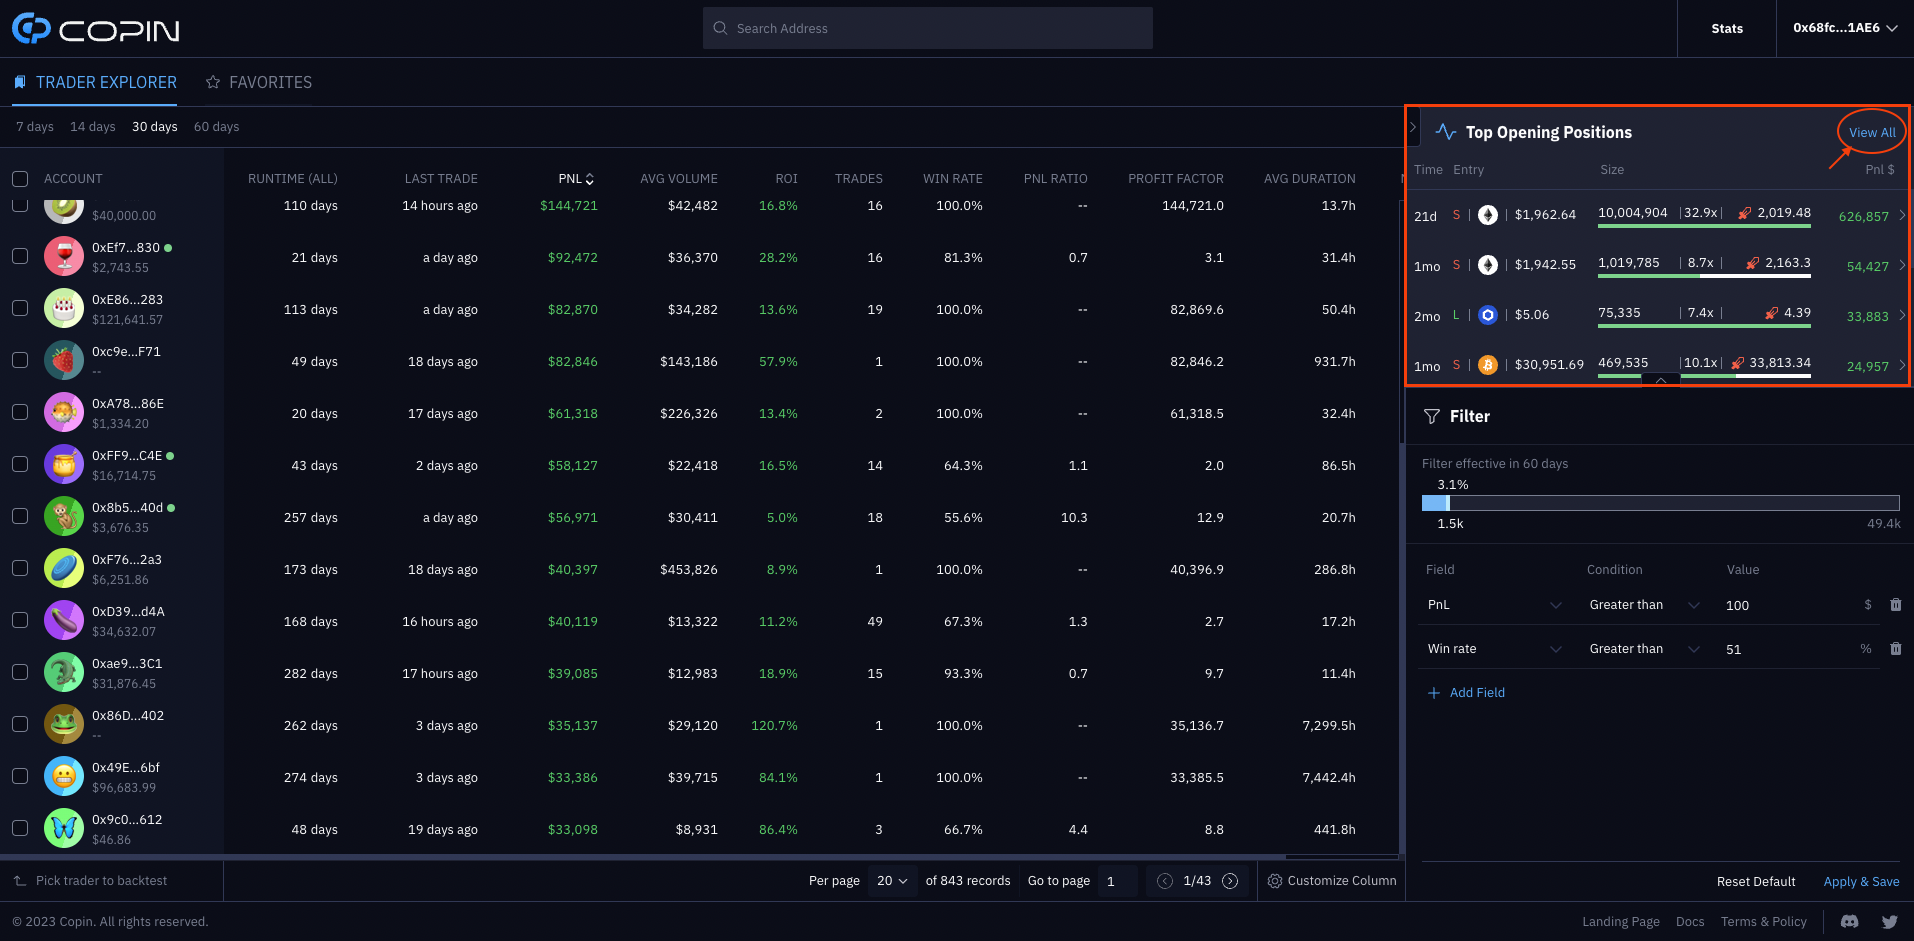 COPIN
Search Address
Stats
0x68fc...1AE6
TRADER EXPLORER
FAVORITES
7 days 14 days 30 days 60 days
ACCOUNT RUNTIME (ALL) LAST TRADE PNL AVG VOLUME ROI TRADES WIN RATE PNL RATIO PROFIT FACTOR AVG DURATION
$40,000.00 110 days 14 hours ago $144,721 $42,482 16.8% 16 100.0% -- 144,721.0 13.7h
0xEf7...830
$2,743.55 21 days a day ago $92,472 $36,370 28.2% 16 81.3% 0.7 3.1 31.4h
0xE86...283
$121,641.57 113 days a day ago $82,870 $34,282 13.6% 19 100.0% -- 82,869.6 50.4h
0xc9e...F71
-- 49 days 18 days ago $82,846 $143,186 57.9% 1 100.0% -- 82,846.2 931.7h
0xA78...86E
$1,334.20 20 days 17 days ago $61,318 $226,326 13.4% 2 100.0% -- 61,318.5 32.4h
0xFF9...C4E
$16,714.75 43 days 2 days ago $58,127 $22,418 16.5% 14 64.3% 1.1 2.0 86.5h
0x8b5...40d
$3,676.35 257 days a day ago $56,971 $30,411 5.0% 18 55.6% 10.3 12.9 20.7h
0xF76...2a3
$6,251.86 173 days 18 days ago $40,397 $453,826 8.9% 1 100.0% -- 40,396.9 286.8h
0xD39...d4A
$34,632.07 168 days 16 hours ago $40,119 $13,322 11.2% 49 67.3% 1.3 2.7 17.2h
0xae9...3C1
$31,876.45 282 days 17 hours ago $39,085 $12,983 18.9% 15 93.3% 0.7 9.7 11.4h
0x86D...402
-- 262 days 3 days ago $35,137 $29,120 120.7% 1 100.0% -- 35,136.7 7,299.5h
0x49E...6bf
$96,683.99 274 days 3 days ago $33,386 $39,715 84.1% 1 100.0% -- 33,385.5 7,442.4h
0x9c0...612
$46.86 48 days 19 days ago $33,098 $8,931 86.4% 3 66.7% 4.4 8.8 441.8h
Pick trader to backtest
Per page 20 of 843 records Go to page 1 1/43 Customize Column
Top Opening Positions View All
Time Entry Size Pnl $
21d S | | $1,962.64 10,004,904 | 32.9x | 2,019.48 626,857
1mo S | | $1,942.55 1,019,785 | 8.7x | 2,163.3 54,427
2mo L | | $5.06 75,335 | 7.4x | 4.39 33,883
1mo S | | $30,951.69 469,535 | 10.1x | 33,813.34 24,957
Filter
Filter effective in 60 days
3.1%
1.5k 49.4k
Field Condition Value
PnL Greater than 100 $
Win rate Greater than 51 %
Add Field
Reset Default Apply & Save
© 2023 Copin. All rights reserved.
Landing Page Docs Terms & Policy